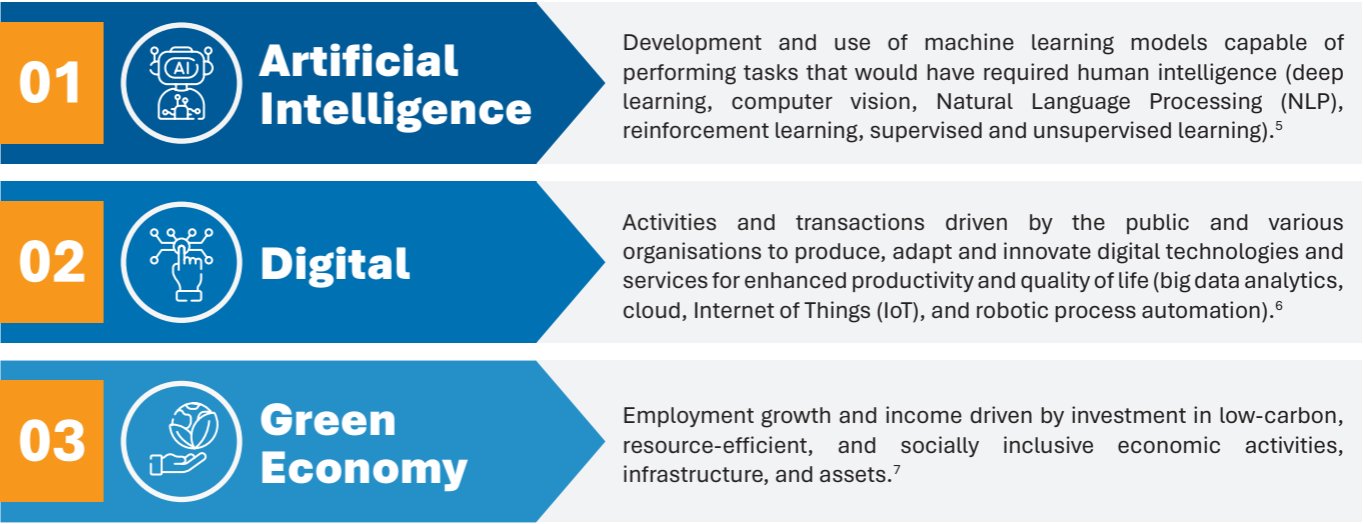 01
AI
Artificial
Intelligence
Development and use of machine learning models capable of
performing tasks that would have required human intelligence (deep
learning, computer vision, Natural Language Processing (NLP),
reinforcement learning, supervised and unsupervised learning).⁵
02
Digital
Activities and transactions driven by the public and various
organisations to produce, adapt and innovate digital technologies and
services for enhanced productivity and quality of life (big data analytics,
cloud, Internet of Things (IoT), and robotic process automation).⁶
03
Green
Economy
Employment growth and income driven by investment in low-carbon,
resource-efficient, and socially inclusive economic activities,
infrastructure, and assets.⁷